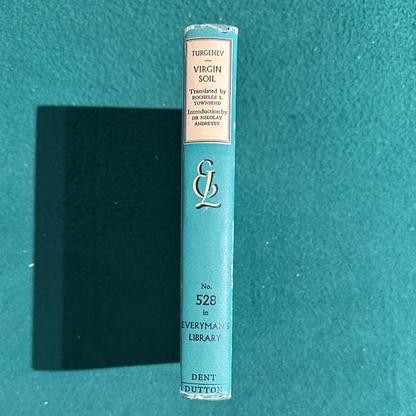 TURGENEV
VIRGIN
SOIL
Translated by
ROCHELLE S.
TOWNSEND
Introduction by
DR NIKOLAY
ANDREYEV
EL
No.
528
in
EVERYMAN'S
LIBRARY
DENT
DUTTON